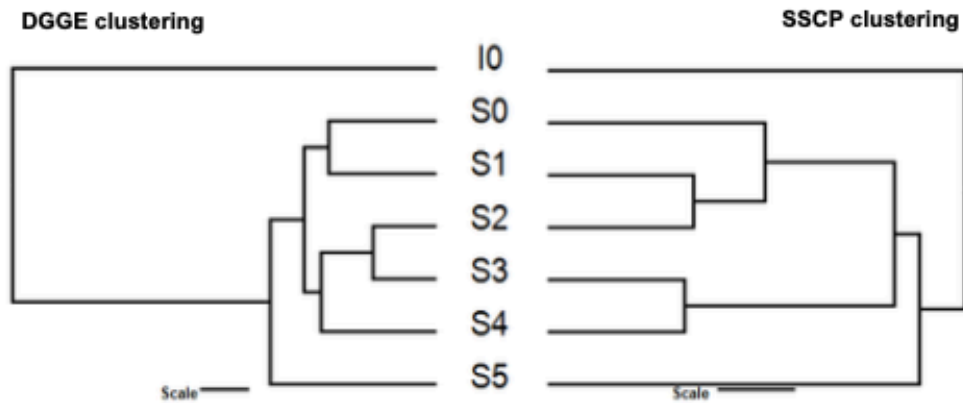 DGGE clustering
SSCP clustering
I0
S0
S1
S2
S3
S4
S5
Scale
Scale